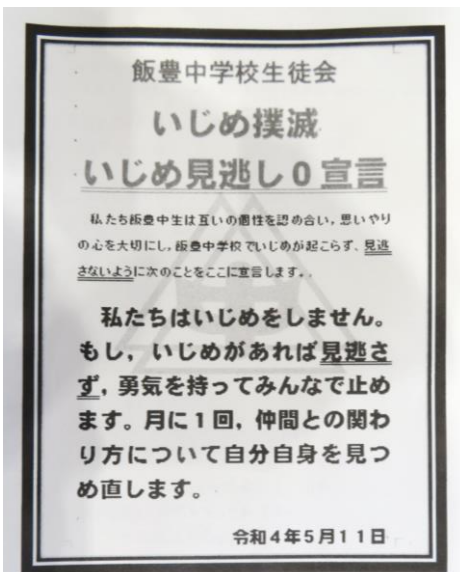 飯豊中学校生徒会
いじめ撲滅
いじめ見逃し０宣言
私たち飯豊中生は互いの個性を認め合い，思いやり
の心を大切にし，飯豊中学校でいじめが起こらず，見逃
さないように次のことをここに宣言します。．
私たちはいじめをしません。
もし，いじめがあれば見逃さ
ず，勇気を持ってみんなで止め
ます。月に１回，仲間との関わ
り方について自分自身を見つ
め直します。
令和４年５月１１日